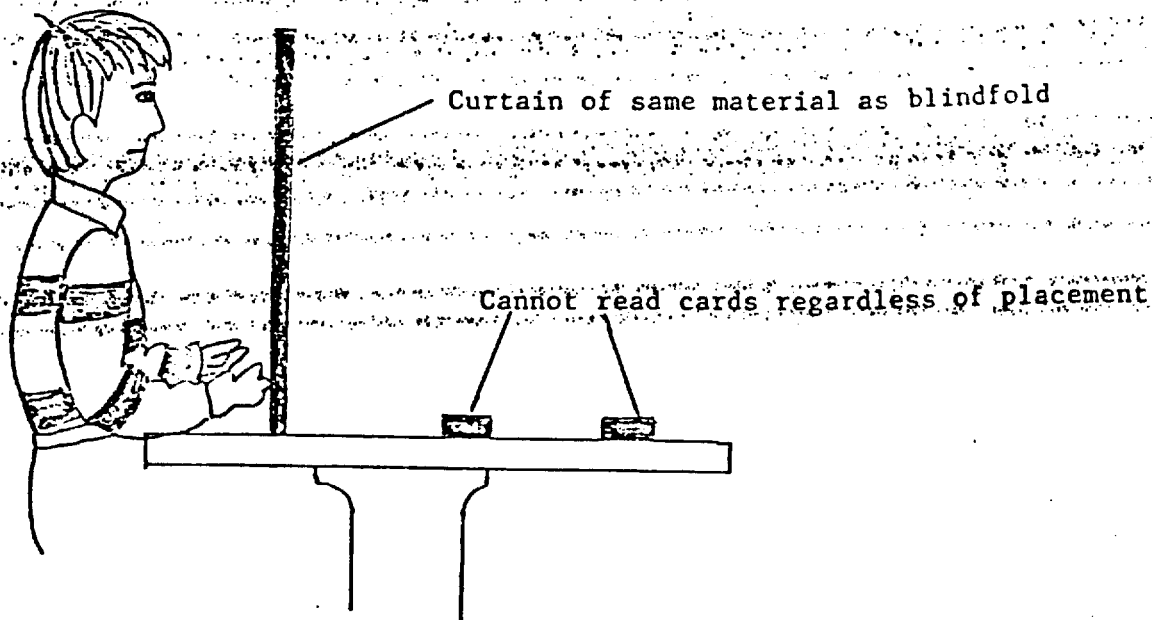 Curtain of same material as blindfold
Cannot read cards regardless of placement